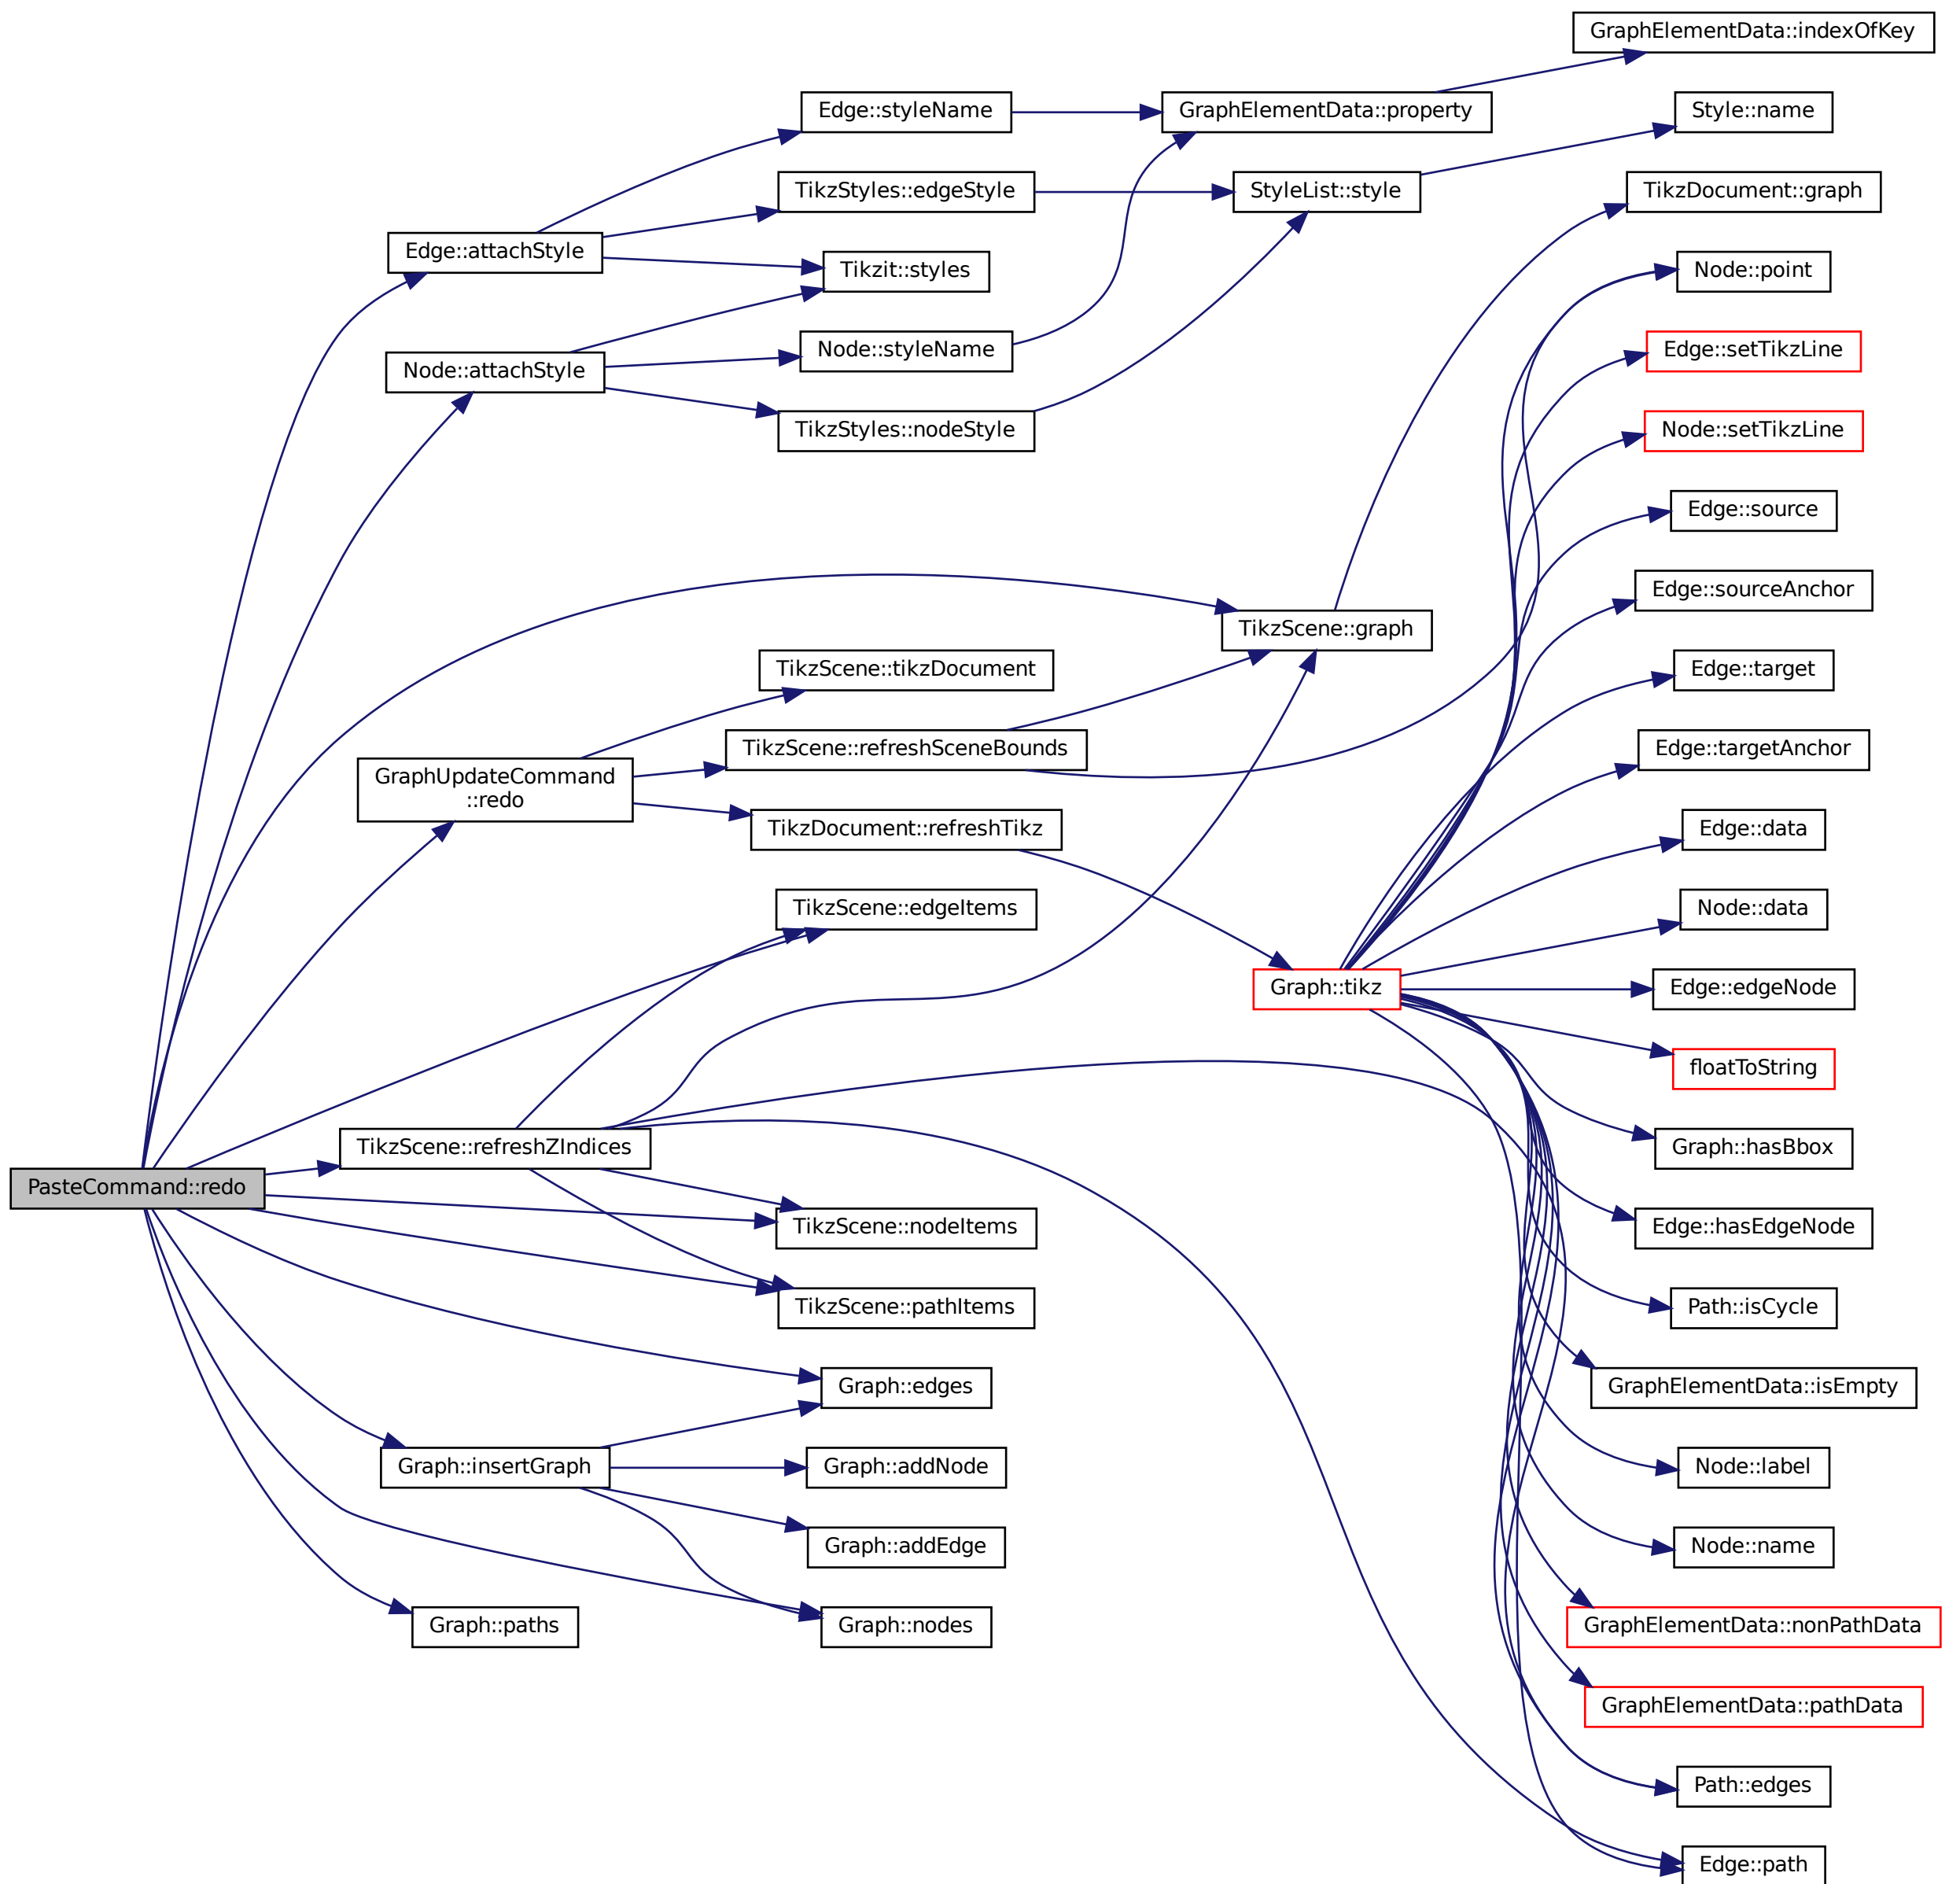 GraphElementData::indexOfKey
Edge::styleName
GraphElementData::property
Style::name
TikzStyles::edgeStyle
StyleList::style
TikzDocument::graph
Edge::attachStyle
Tikzit::styles
Node::point
Node::styleName
Edge::setTikzLine
Node::attachStyle
TikzStyles::nodeStyle
Node::setTikzLine
Edge::source
Edge::sourceAnchor
TikzScene::graph
TikzScene::tikzDocument
Edge::target
TikzScene::refreshSceneBounds
Edge::targetAnchor
GraphUpdateCommand
::redo
TikzDocument::refreshTikz
Edge::data
TikzScene::edgeItems
Node::data
Graph::tikz
Edge::edgeNode
floatToString
TikzScene::refreshZIndices
Graph::hasBbox
PasteCommand::redo
TikzScene::nodeItems
Edge::hasEdgeNode
TikzScene::pathItems
Path::isCycle
Graph::edges
GraphElementData::isEmpty
Graph::insertGraph
Graph::addNode
Node::label
Graph::addEdge
Node::name
Graph::paths
Graph::nodes
GraphElementData::nonPathData
GraphElementData::pathData
Path::edges
Edge::path